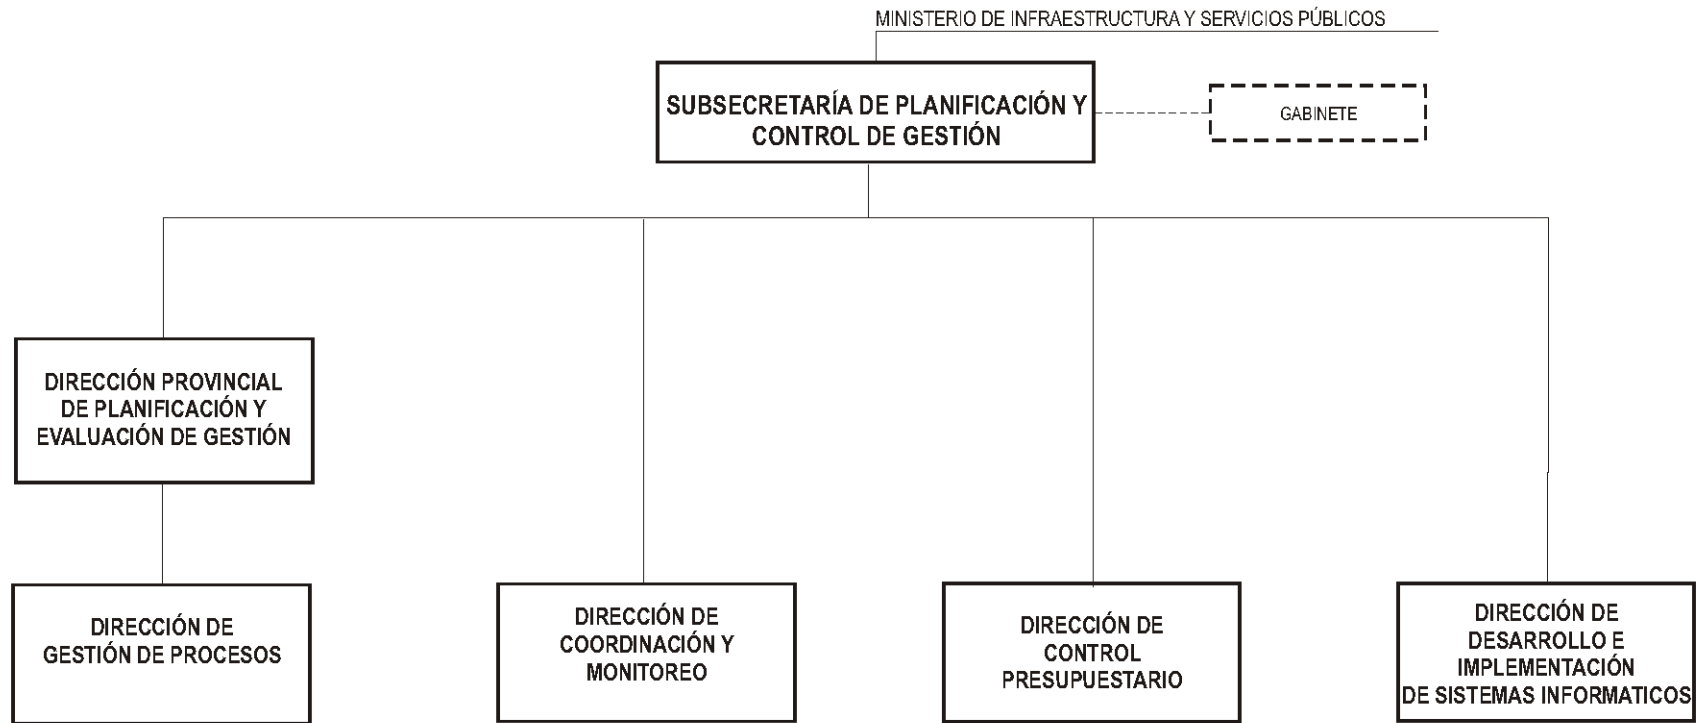 MINISTERIO DE INFRAESTRUCTURA Y SERVICIOS PÚBLICOS
SUBSECRETARÍA DE PLANIFICACIÓN Y
CONTROL DE GESTIÓN
GABINETE
DIRECCIÓN PROVINCIAL
DE PLANIFICACIÓN Y
EVALUACIÓN DE GESTIÓN
DIRECCIÓN DE
GESTIÓN DE PROCESOS
DIRECCIÓN DE
COORDINACIÓN Y
MONITOREO
DIRECCIÓN DE
CONTROL
PRESUPUESTARIO
DIRECCIÓN DE
DESARROLLO E
IMPLEMENTACIÓN
DE SISTEMAS INFORMATICOS